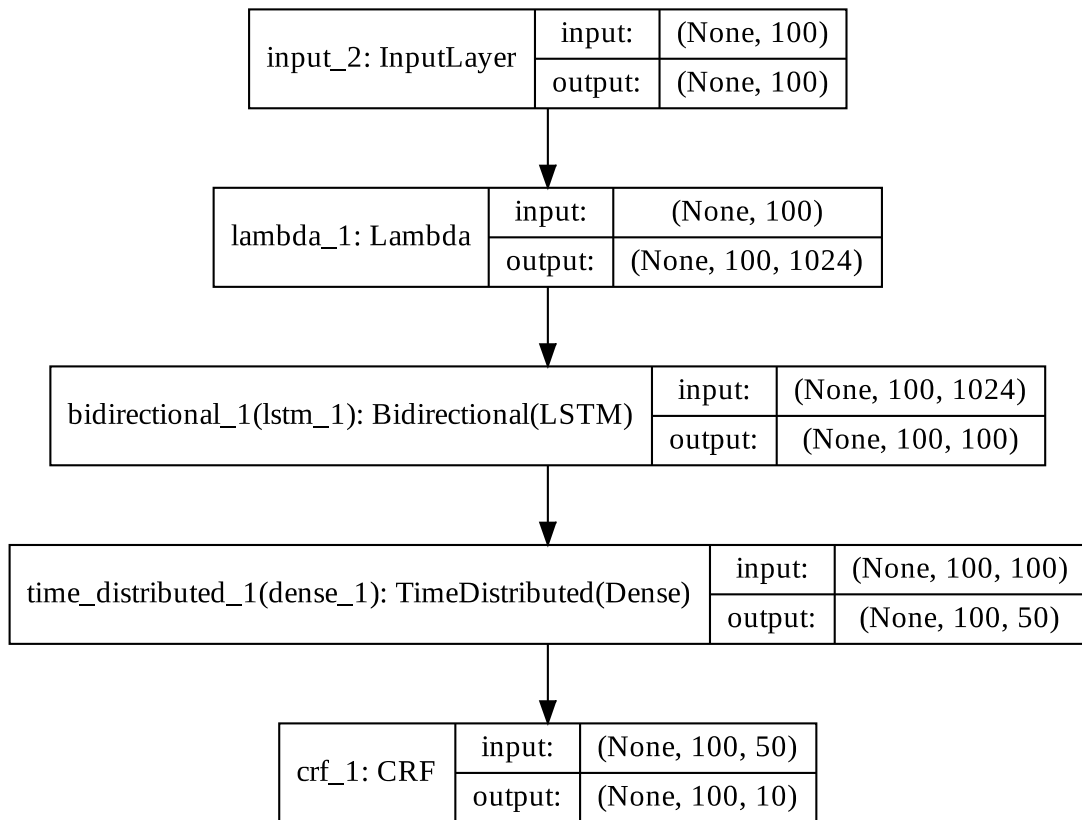 input_2: InputLayer
input: (None, 100)
output: (None, 100)
lambda_1: Lambda
input: (None, 100)
output: (None, 100, 1024)
bidirectional_1(lstm_1): Bidirectional(LSTM)
input: (None, 100, 1024)
output: (None, 100, 100)
time_distributed_1(dense_1): TimeDistributed(Dense)
input: (None, 100, 100)
output: (None, 100, 50)
crf_1: CRF
input: (None, 100, 50)
output: (None, 100, 10)